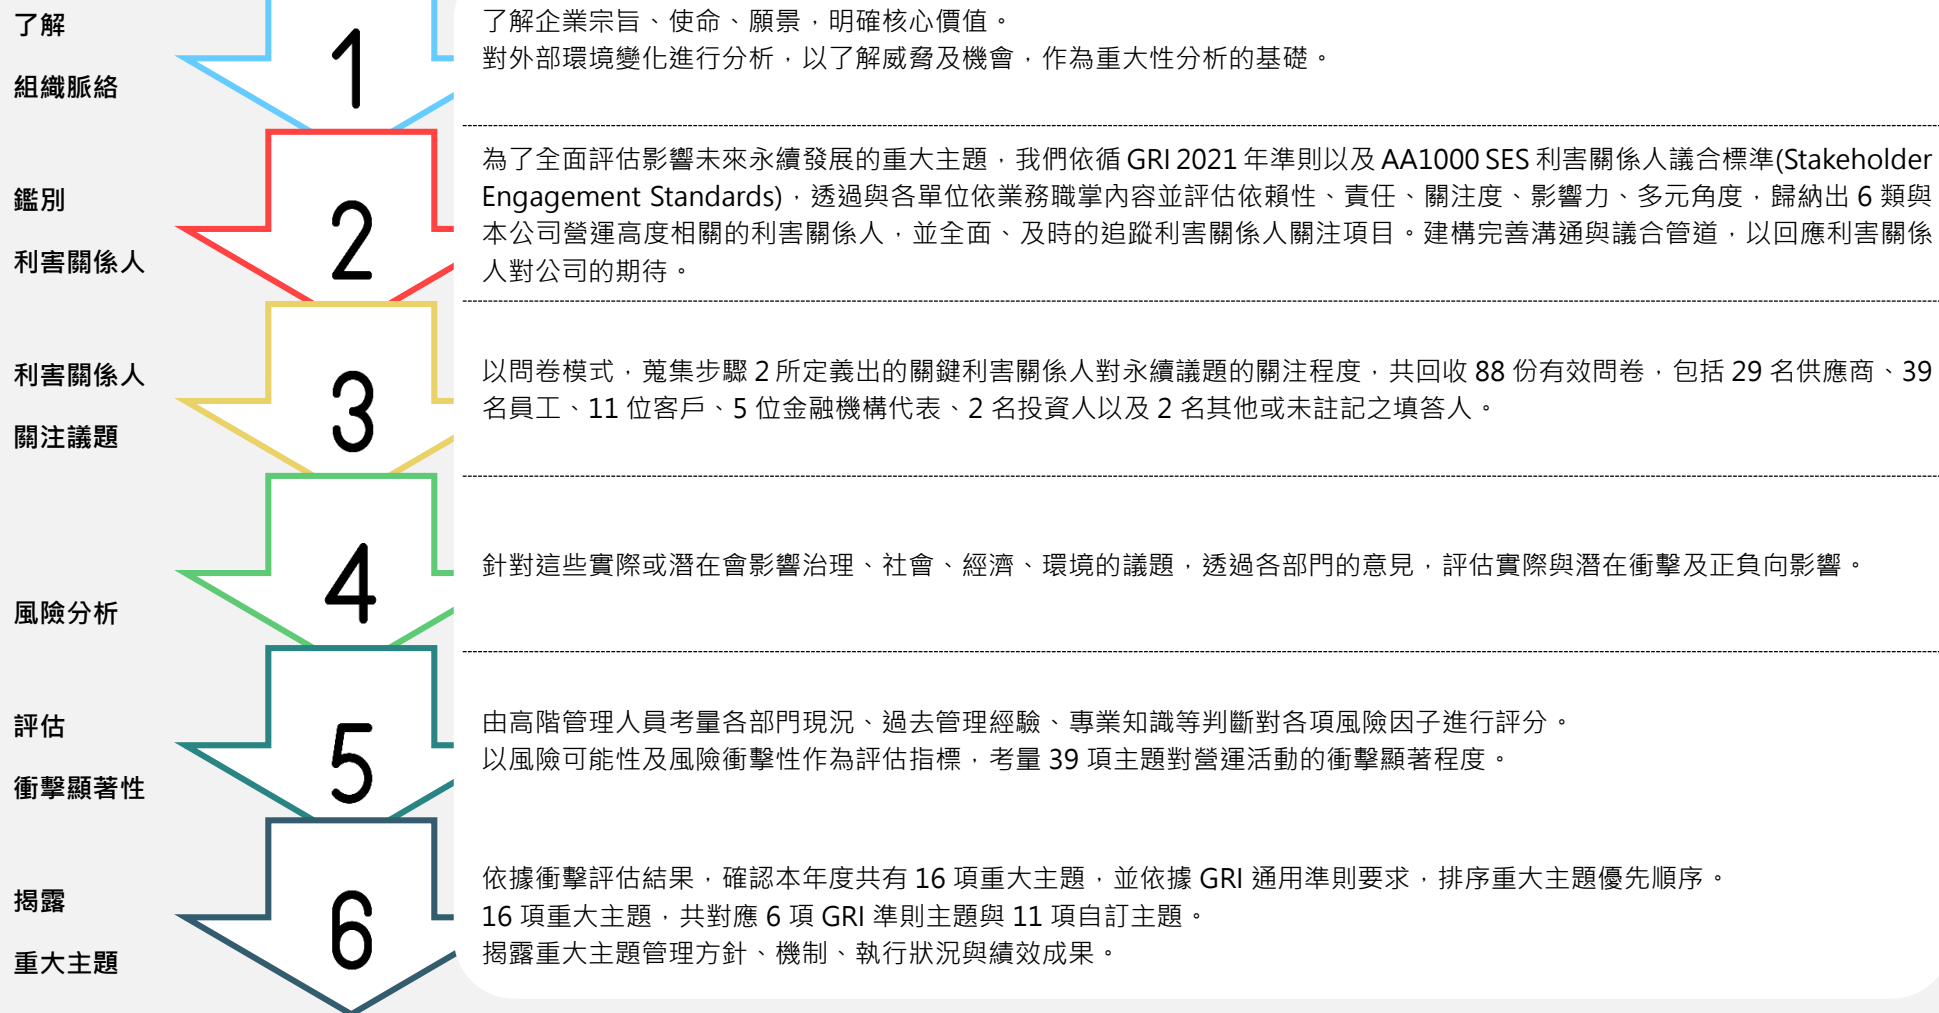 了解
組織脈絡
1
了解企業宗旨、使命、願景，明確核心價值。
對外部環境變化進行分析，以了解威脅及機會，作為重大性分析的基礎。
鑑別
利害關係人
2
為了全面評估影響未來永續發展的重大主題，我們依循 GRI 2021 年準則以及 AA1000 SES 利害關係人議合標準(Stakeholder
Engagement Standards)，透過與各單位依業務職掌內容並評估依賴性、責任、關注度、影響力、多元角度，歸納出 6 類與
本公司營運高度相關的利害關係人，並全面、及時的追蹤利害關係人關注項目。建構完善溝通與議合管道，以回應利害關係
人對公司的期待。
利害關係人
關注議題
3
以問卷模式，蒐集步驟 2 所定義出的關鍵利害關係人對永續議題的關注程度，共回收 88 份有效問卷，包括 29 名供應商、39
名員工、11 位客戶、5 位金融機構代表、2 名投資人以及 2 名其他或未註記之填答人。
風險分析
4
針對這些實際或潛在會影響治理、社會、經濟、環境的議題，透過各部門的意見，評估實際與潛在衝擊及正負向影響。
評估
衝擊顯著性
5
由高階管理人員考量各部門現況、過去管理經驗、專業知識等判斷對各項風險因子進行評分。
以風險可能性及風險衝擊性作為評估指標，考量 39 項主題對營運活動的衝擊顯著程度。
揭露
重大主題
6
依據衝擊評估結果，確認本年度共有 16 項重大主題，並依據 GRI 通用準則要求，排序重大主題優先順序。
16 項重大主題，共對應 6 項 GRI 準則主題與 11 項自訂主題。
揭露重大主題管理方針、機制、執行狀況與績效成果。